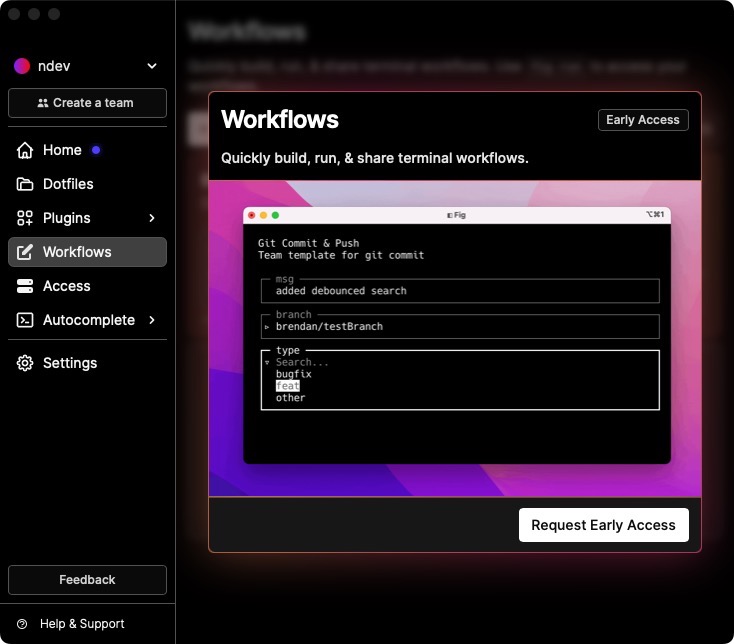 ndev
Create a team
Home
Dotfiles
Plugins
Workflows
Access
Autocomplete
Settings
Feedback
Help & Support
Workflows
Quickly build, run, & share terminal workflows. Use fig run to access your
workflows.
Workflows
Early Access
Quickly build, run, & share terminal workflows.
Fig
⌥⌘1
Git Commit & Push
Team template for git commit
msg
added debounced search
branch
brendan/testBranch
type
Search...
bugfix
feat
other
Request Early Access